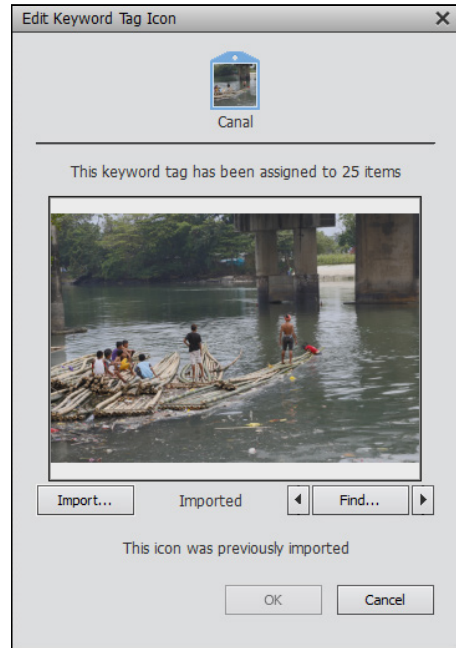 Edit Keyword Tag Icon
Canal
This keyword tag has been assigned to 25 items
Import... Imported Find...
This icon was previously imported
OK Cancel